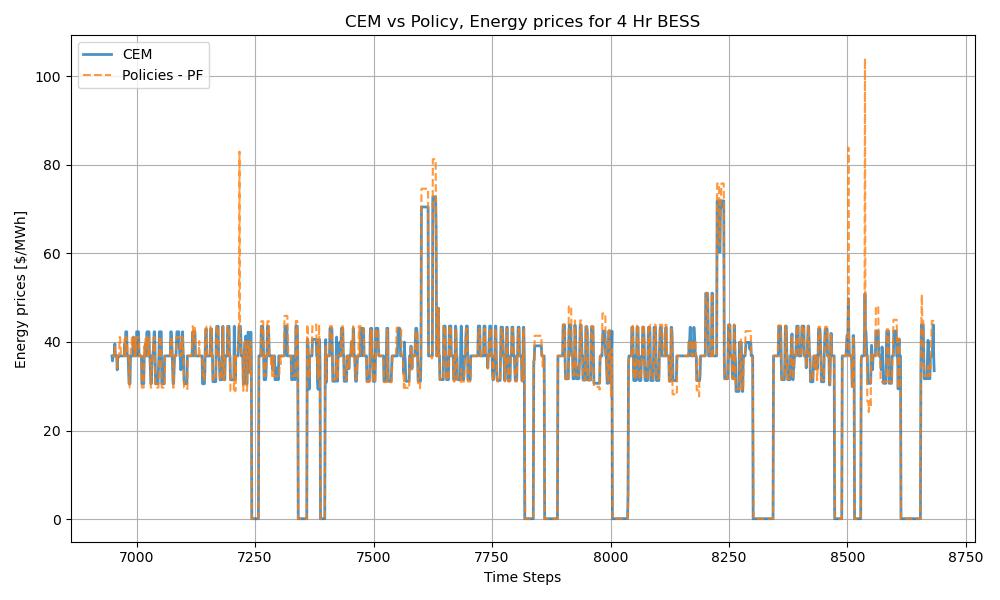 CEM vs Policy, Energy prices for 4 Hr BESS
CEM
Policies - PF
100
80
60
40
20
0
Energy prices [$/MWh]
7000 7250 7500 7750 8000 8250 8500 8750
Time Steps